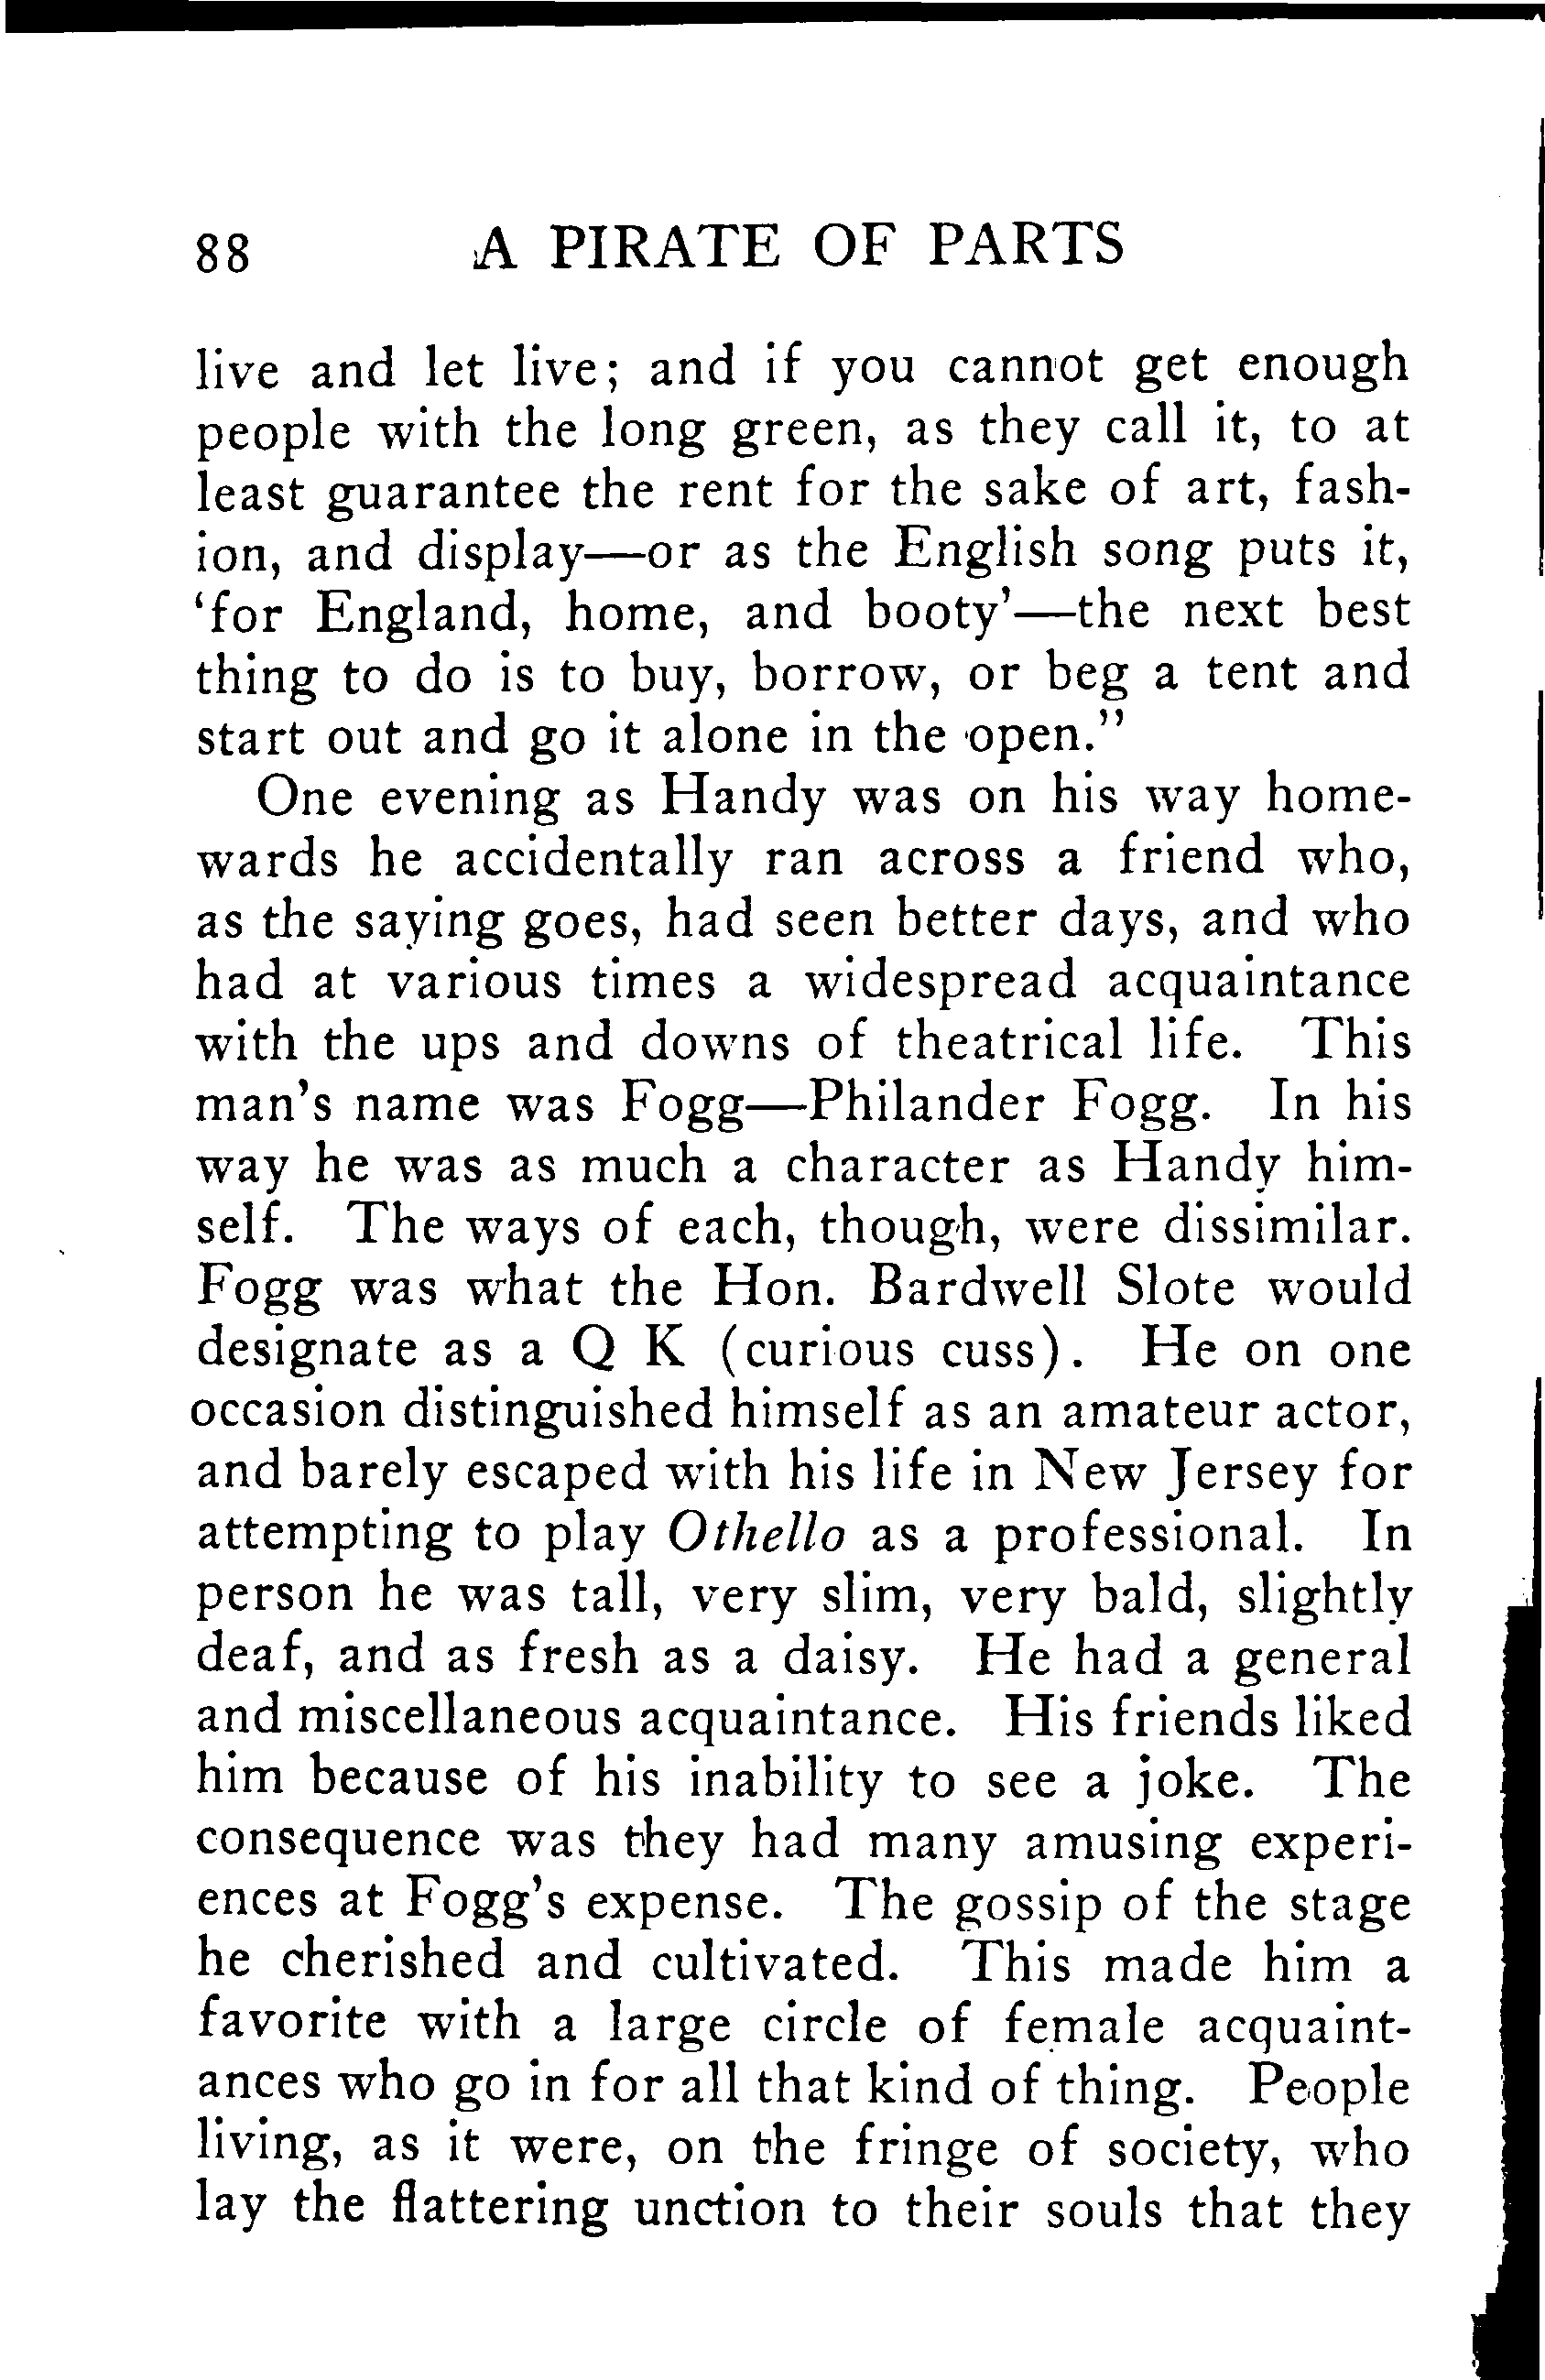 88 A PIRATE OF PARTS
live and let live; and if you cannot get enough
people with the long green, as they call it, to at
least guarantee the rent for the sake of art, fash-
ion, and display—or as the English song puts it,
‘for England, home, and booty’—the next best
thing to do is to buy, borrow, or beg a tent and
start out and go it alone in the open.”
One evening as Handy was on his way home-
wards he accidentally ran across a friend who,
as the saying goes, had seen better days, and who
had at various times a widespread acquaintance
with the ups and downs of theatrical life. This
man’s name was Fogg—Philander Fogg. In his
way he was as much a character as Handy him-
self. The ways of each, though, were dissimilar.
Fogg was what the Hon. Bardwell Slote would
designate as a Q K (curious cuss). He on one
occasion distinguished himself as an amateur actor,
and barely escaped with his life in New Jersey for
attempting to play Othello as a professional. In
person he was tall, very slim, very bald, slightly
deaf, and as fresh as a daisy. He had a general
and miscellaneous acquaintance. His friends liked
him because of his inability to see a joke. The
consequence was they had many amusing experi-
ences at Fogg’s expense. The gossip of the stage
he cherished and cultivated. This made him a
favorite with a large circle of female acquaint-
ances who go in for all that kind of thing. People
living, as it were, on the fringe of society, who
lay the flattering unction to their souls that they